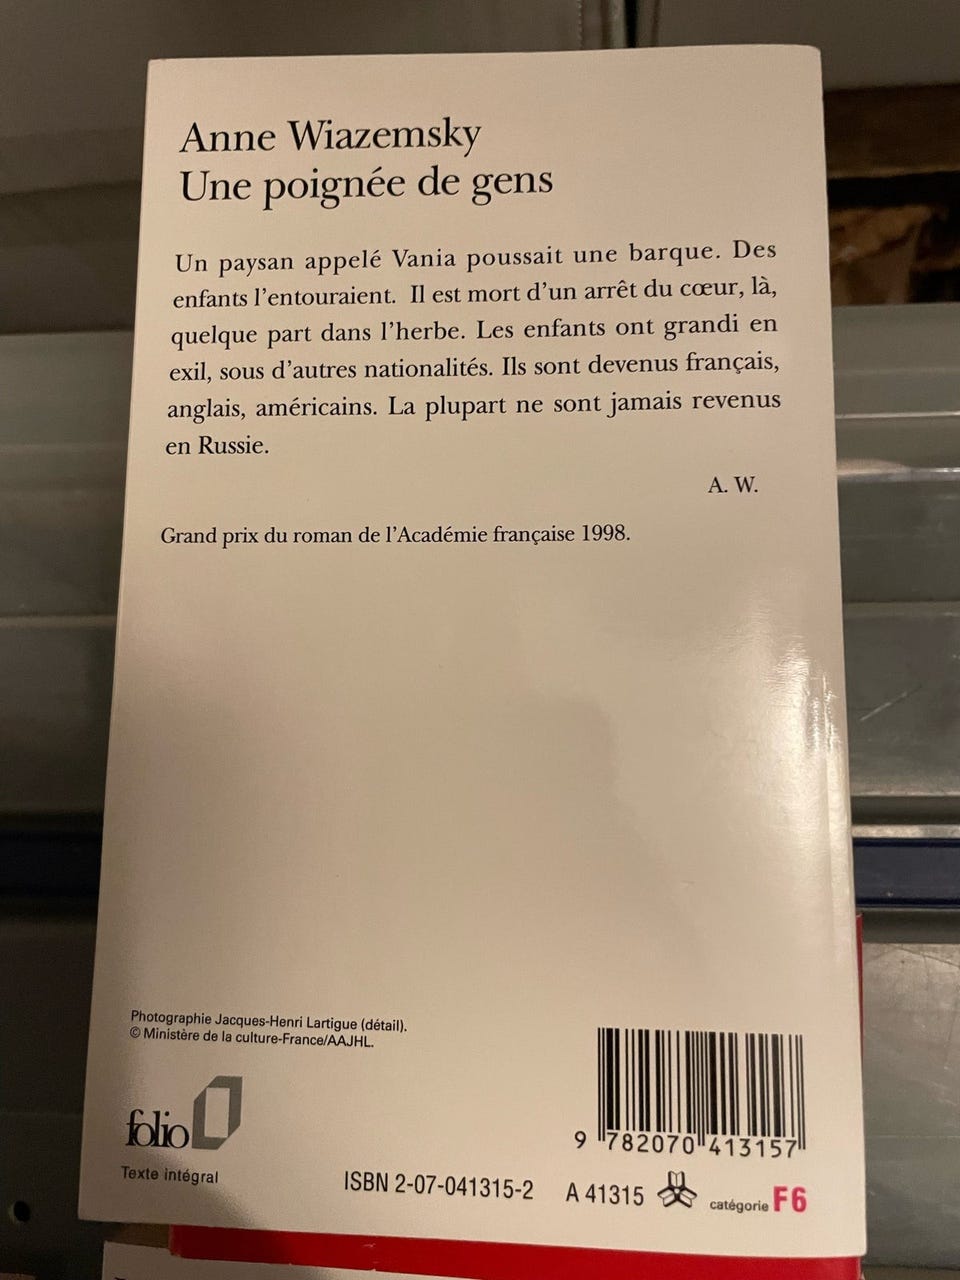 Anne Wiazemsky
Une poignée de gens
Un paysan appelé Vania poussait une barque. Des
enfants l'entouraient. Il est mort d'un arrêt du cœur, là,
quelque part dans l'herbe. Les enfants ont grandi en
exil, sous d'autres nationalités. Ils sont devenus français,
anglais, américains. La plupart ne sont jamais revenus
en Russie.
A. W.
Grand prix du roman de l'Académie française 1998.
Photographie Jacques-Henri Lartigue (détail).
© Ministère de la culture-France/AAJHL.
folio
Texte intégral
9 782070 413157
ISBN 2-07-041315-2 A 41315 catégorie F6